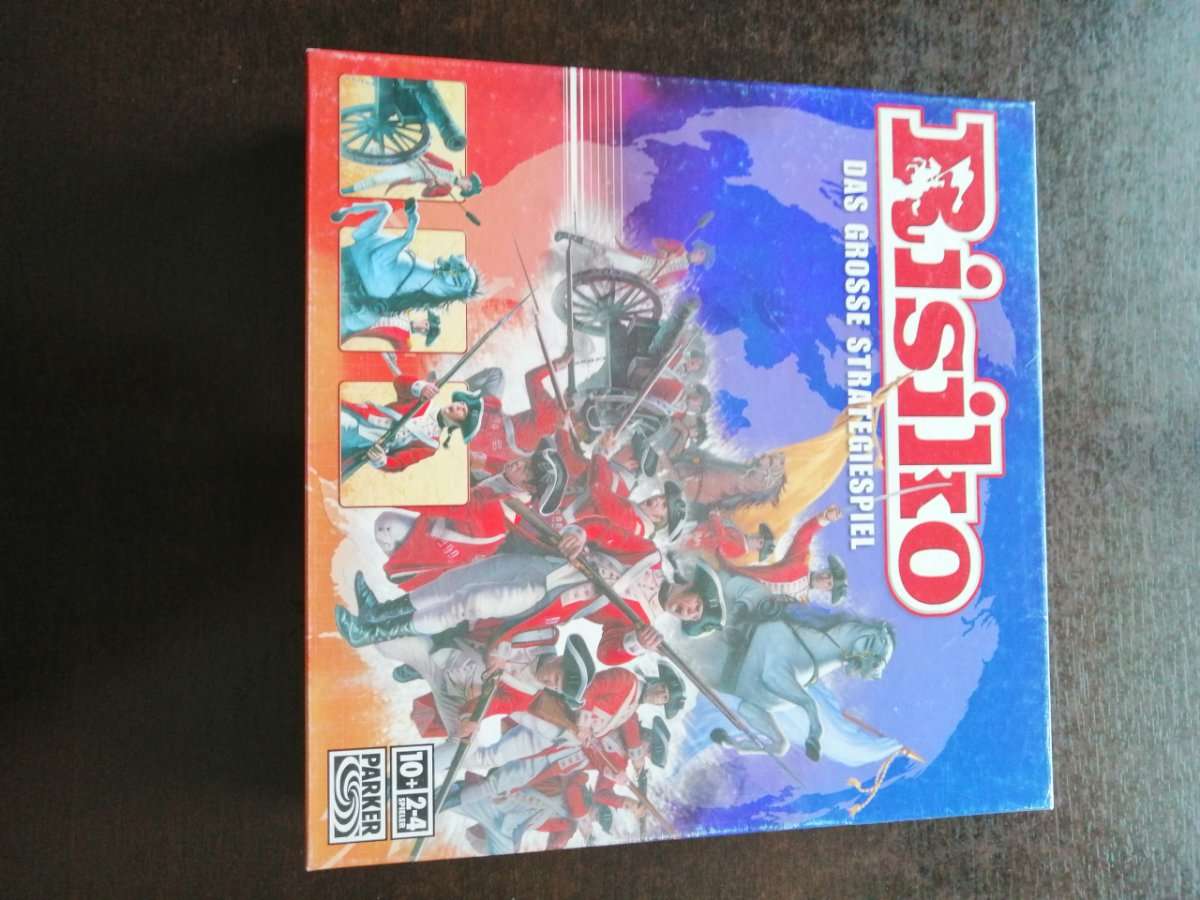 Risiko
DAS GROSSE STRATEGIESPIEL
10+ 2-4
SPIELER
PARKER